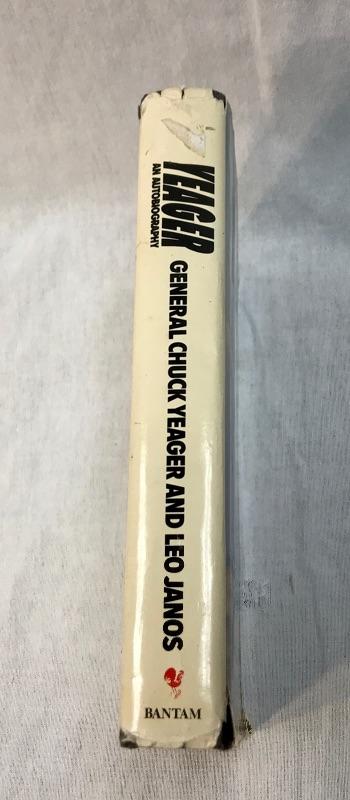 YEAGER
AN AUTOBIOGRAPHY
GENERAL CHUCK YEAGER AND LEO JANOS
BANTAM